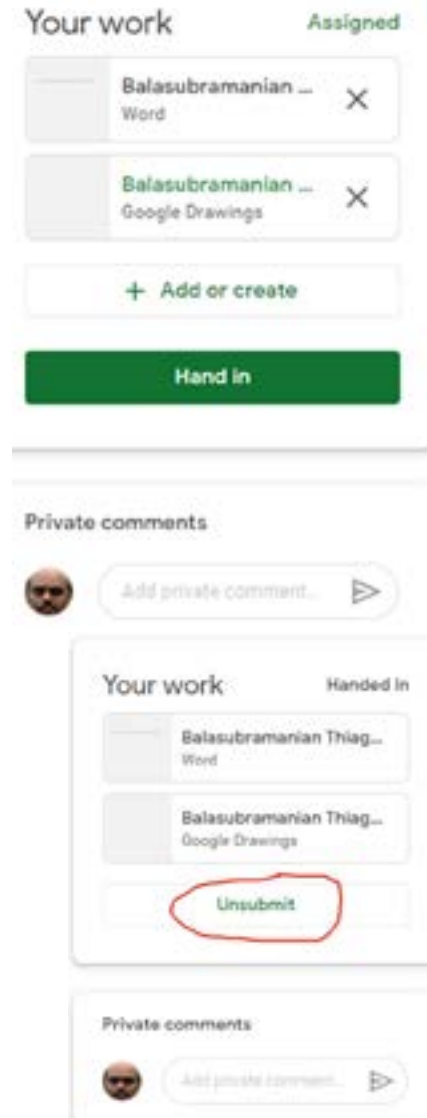 Your work Assigned
Balasubramanian ...
Word
Balasubramanian ...
Google Drawings
+ Add or create
Hand in
Private comments
Add private comment...
Your work Handed in
Balasubramanian Thiag...
Word
Balasubramanian Thiag...
Google Drawings
Unsubmit
Private comments
Add private comment...